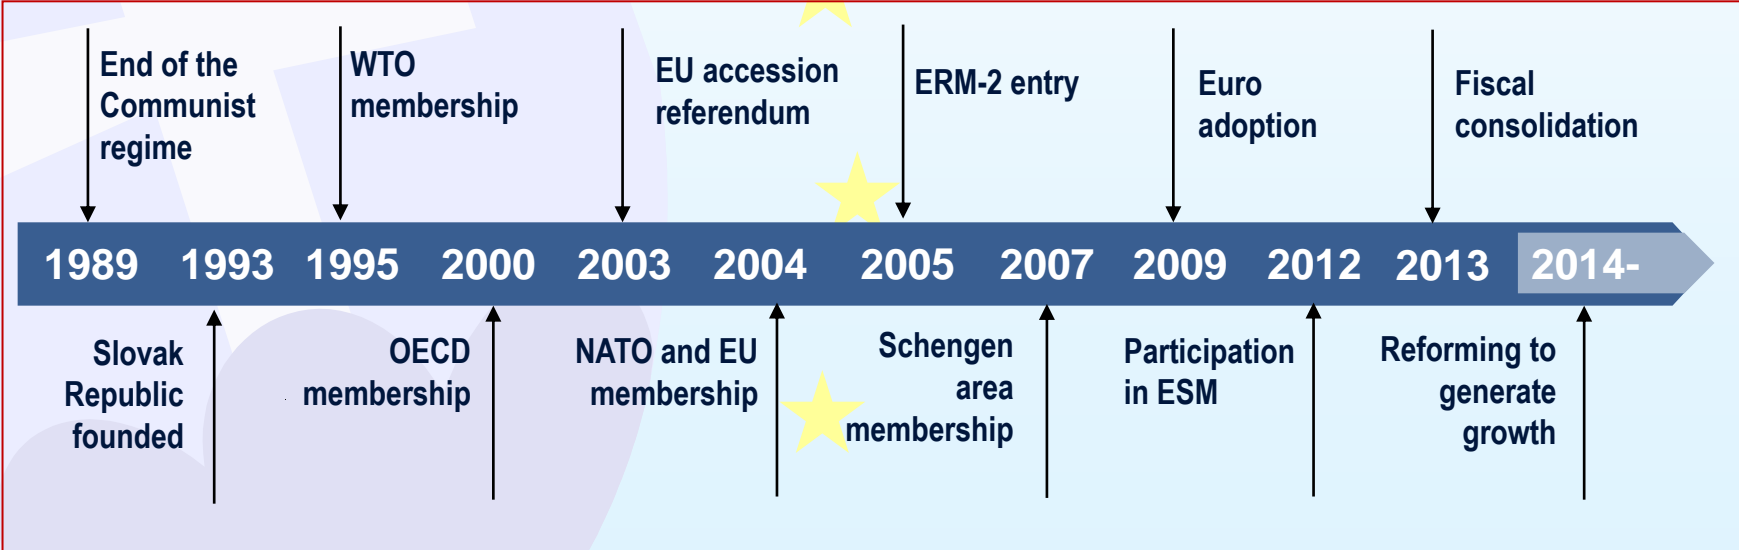 End of the
Communist
regime
WTO
membership
EU accession
referendum
ERM-2 entry
Euro
adoption
Fiscal
consolidation
1989 1993 1995 2000 2003 2004 2005 2007 2009 2012 2013 2014-
Slovak
Republic
founded
OECD
membership
NATO and EU
membership
Schengen
area
membership
Participation
in ESM
Reforming to
generate
growth